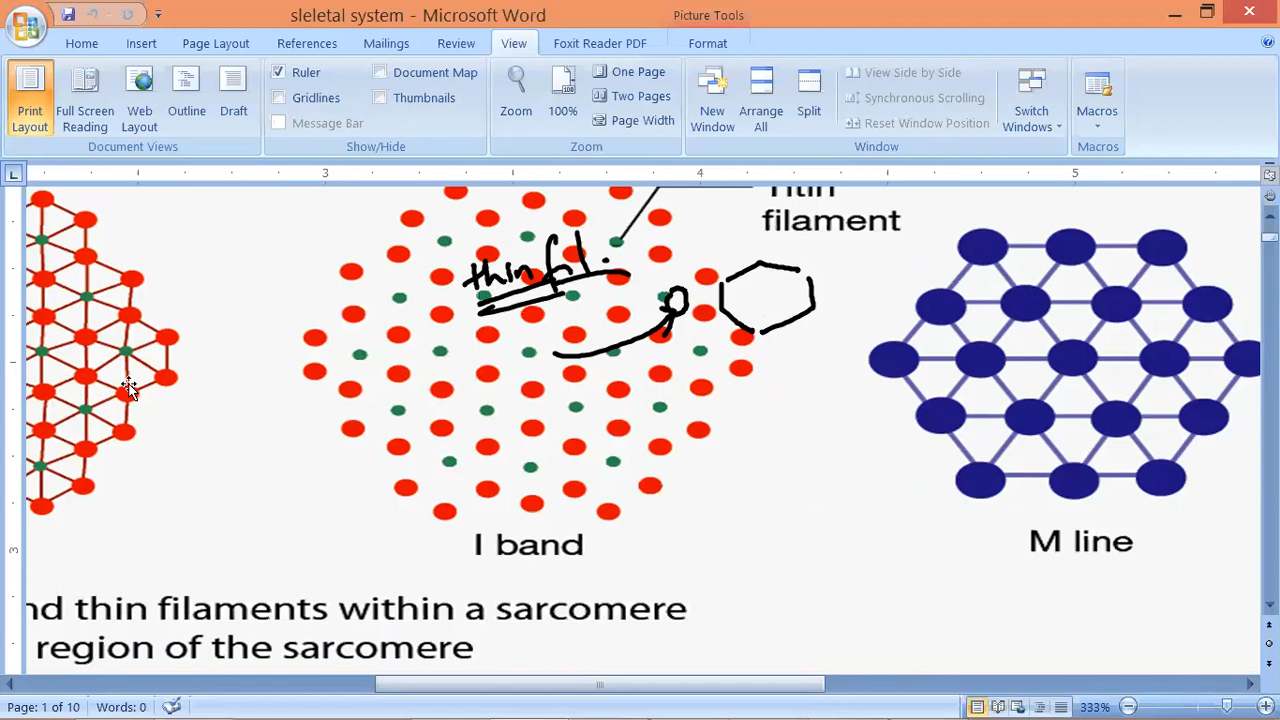 sleletal system - Microsoft Word
Picture Tools
Home Insert Page Layout References Mailings Review View Foxit Reader PDF Format
Print Layout
Full Screen Reading
Web Layout
Outline
Draft
Document Views
Ruler
Gridlines
Message Bar
Document Map
Thumbnails
Show/Hide
Zoom
100%
One Page
Two Pages
Page Width
Zoom
New Window
Arrange All
Split
View Side by Side
Synchronous Scrolling
Reset Window Position
Window
Switch Windows
Macros
Macros
3 4 5
Titin
filament
thin fil.
I band
M line
3
nd thin filaments within a sarcomere
region of the sarcomere
Page: 1 of 10 Words: 0 333%